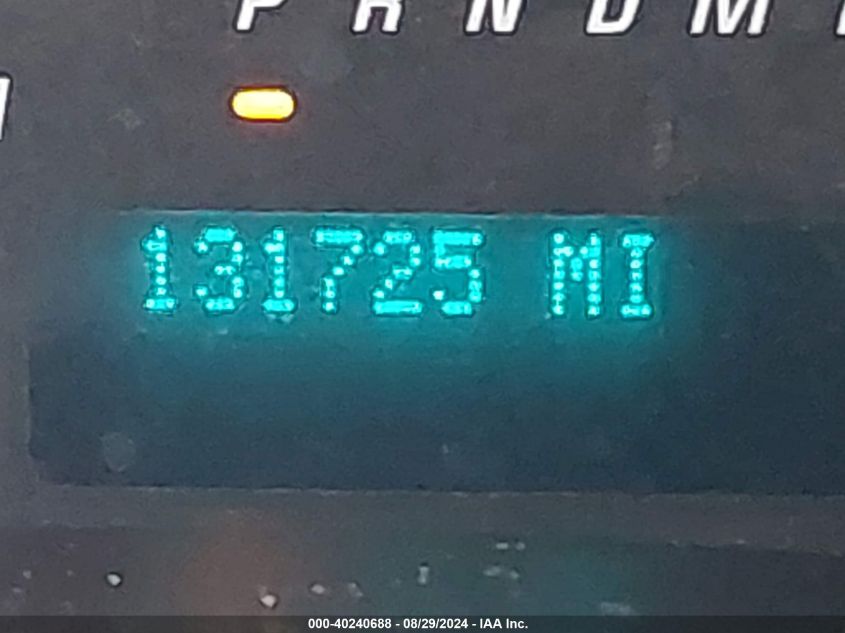 P R N D M
131725 MI
000-40240688 - 08/29/2024 - IAA Inc.